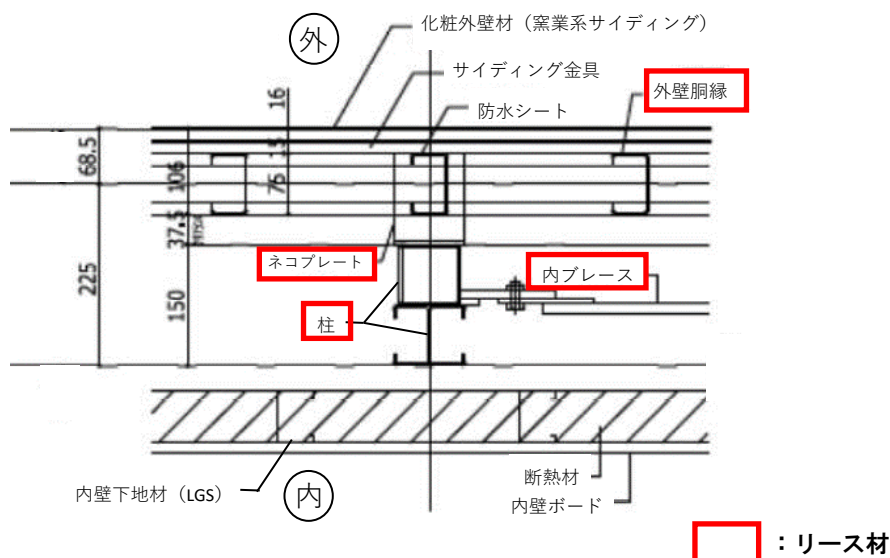 外
化粧外壁材（窯業系サイディング）
サイディング金具
外壁胴縁
防水シート
16
15
75
68.5
106
37.5
225
150
ネコプレート
内ブレース
柱
内壁下地材（LGS）
内
断熱材
内壁ボード
：リース材